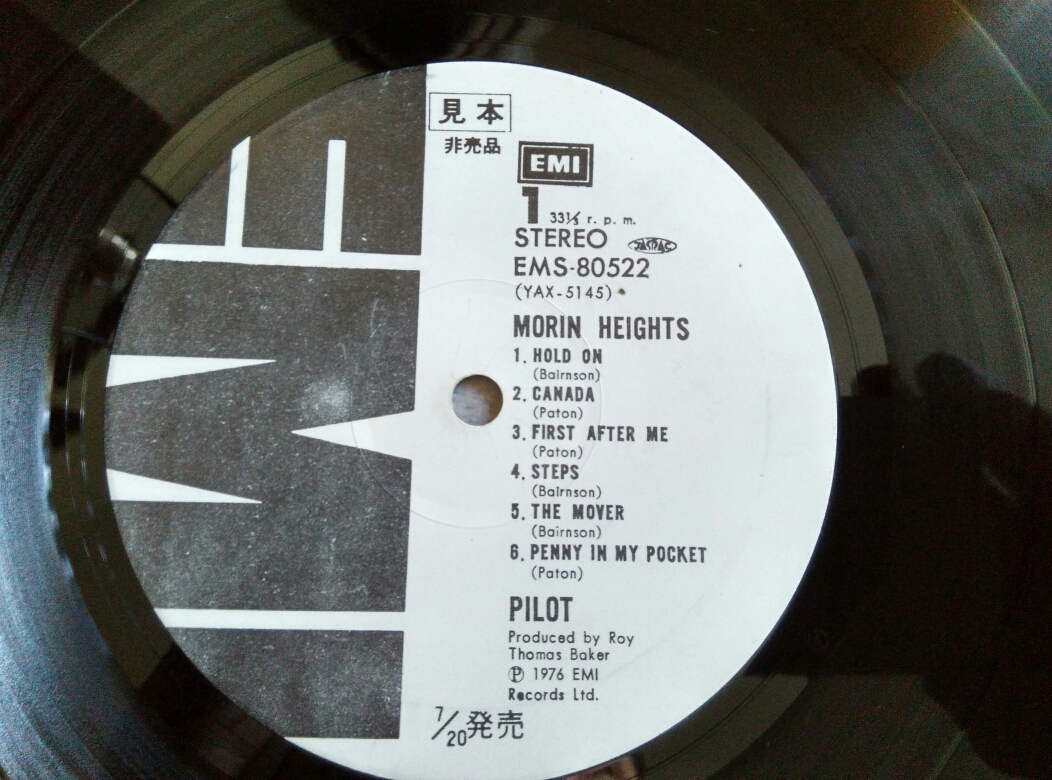 見本
非売品
EMI
1 33⅓ r. p. m.
STEREO JASRAC
EMS-80522
(YAX-5145)
MORIN HEIGHTS
1. HOLD ON
(Bairnson)
2. CANADA
(Paton)
3. FIRST AFTER ME
(Paton)
4. STEPS
(Bairnson)
5. THE MOVER
(Bairnson)
6. PENNY IN MY POCKET
(Paton)
PILOT
Produced by Roy
Thomas Baker
Ⓟ 1976 EMI
Records Ltd.
7/20発売
EMI